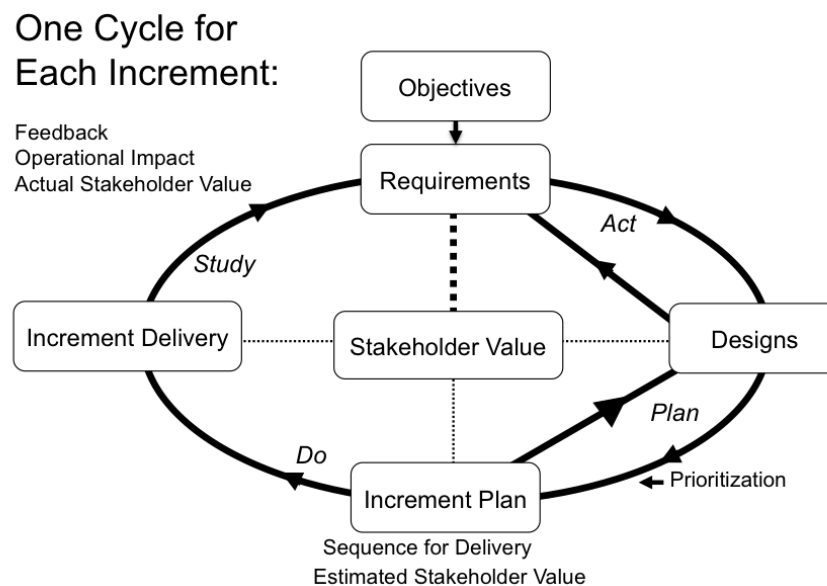 One Cycle for
Each Increment:
Feedback
Operational Impact
Actual Stakeholder Value
Objectives
Requirements
Act
Study
Increment Delivery
Stakeholder Value
Designs
Plan
Do
Prioritization
Increment Plan
Sequence for Delivery
Estimated Stakeholder Value